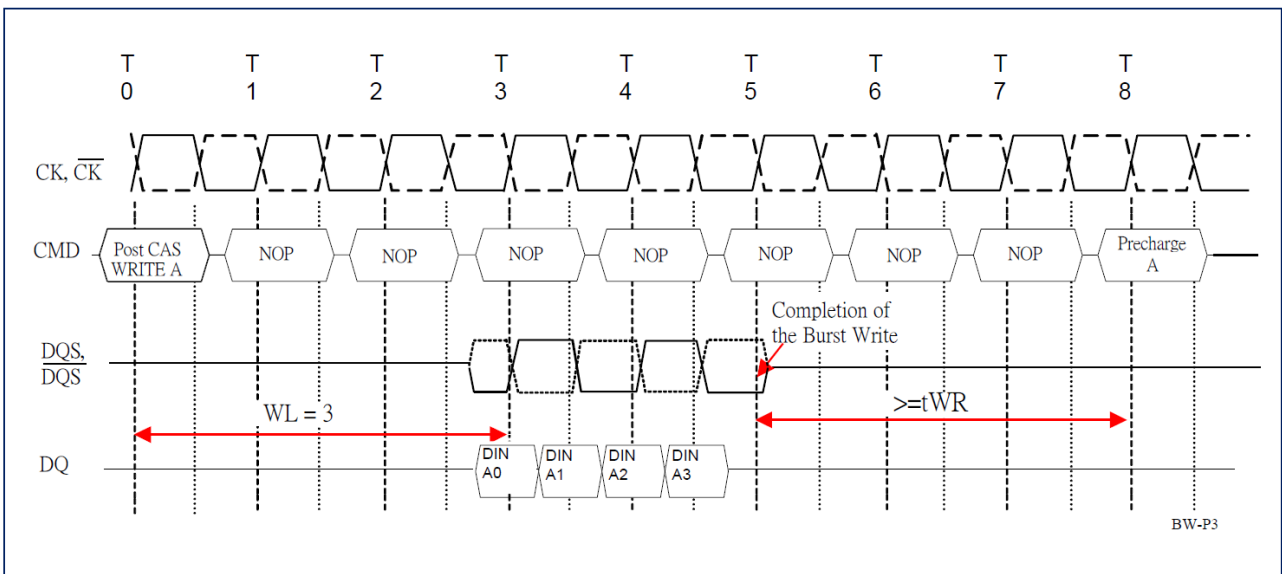 T T T T T T T T T
0 1 2 3 4 5 6 7 8
CK, C̅K̅
CMD
Post CAS
WRITE A
NOP
NOP
NOP
NOP
NOP
NOP
NOP
Precharge
A
Completion of
the Burst Write
DQS,
D̅Q̅S̅
WL = 3
>=tWR
DQ
DIN
A0
DIN
A1
DIN
A2
DIN
A3
BW-P3